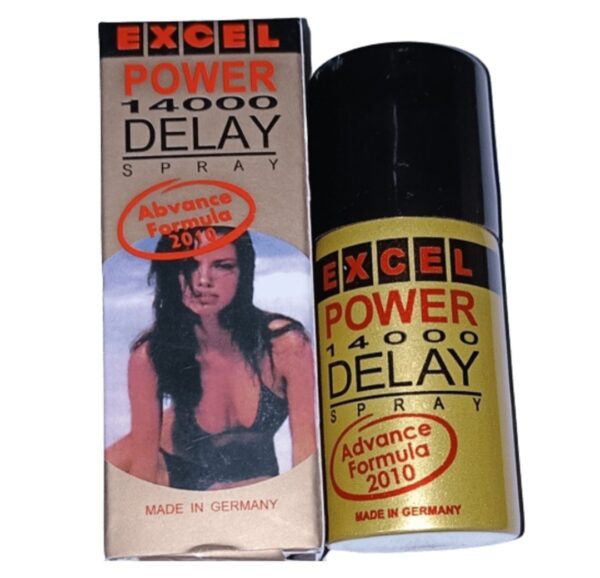 EXCEL
POWER
14000
DELAY
SPRAY
Abvance
Formula
2010
MADE IN GERMANY
EXCEL
POWER
14000
DELAY
SPRAY
Advance
Formula
2010
MADE IN GERMANY